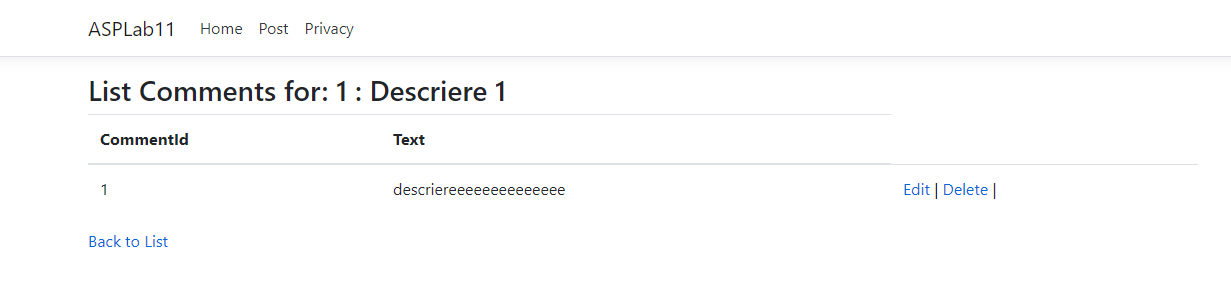 ASPLab11 Home Post Privacy
List Comments for: 1 : Descriere 1
CommentId Text
1 descriereeeeeeeeeeeeee Edit | Delete |
Back to List